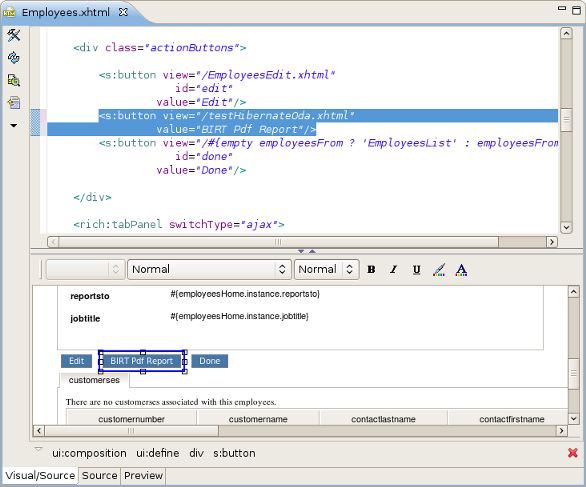 Employees.xhtml
<div class="actionButtons">
<s:button view="/EmployeesEdit.xhtml"
id="edit"
value="Edit"/>
<s:button view="/testHibernateOda.xhtml"
value="BIRT Pdf Report"/>
<s:button view="/#{empty employeesFrom ? 'EmployeesList' : employeesFrom
id="done"
value="Done"/>
</div>
<rich:tabPanel switchType="ajax">
Normal Normal B I U A
reportsto #{employeesHome.instance.reportsto}
jobtitle #{employeesHome.instance.jobtitle}
Edit BIRT Pdf Report Done
customerses
There are no customerses associated with this employees.
customernumber customername contactlastname contactfirstname
ui:composition ui:define div s:button
Visual/Source Source Preview